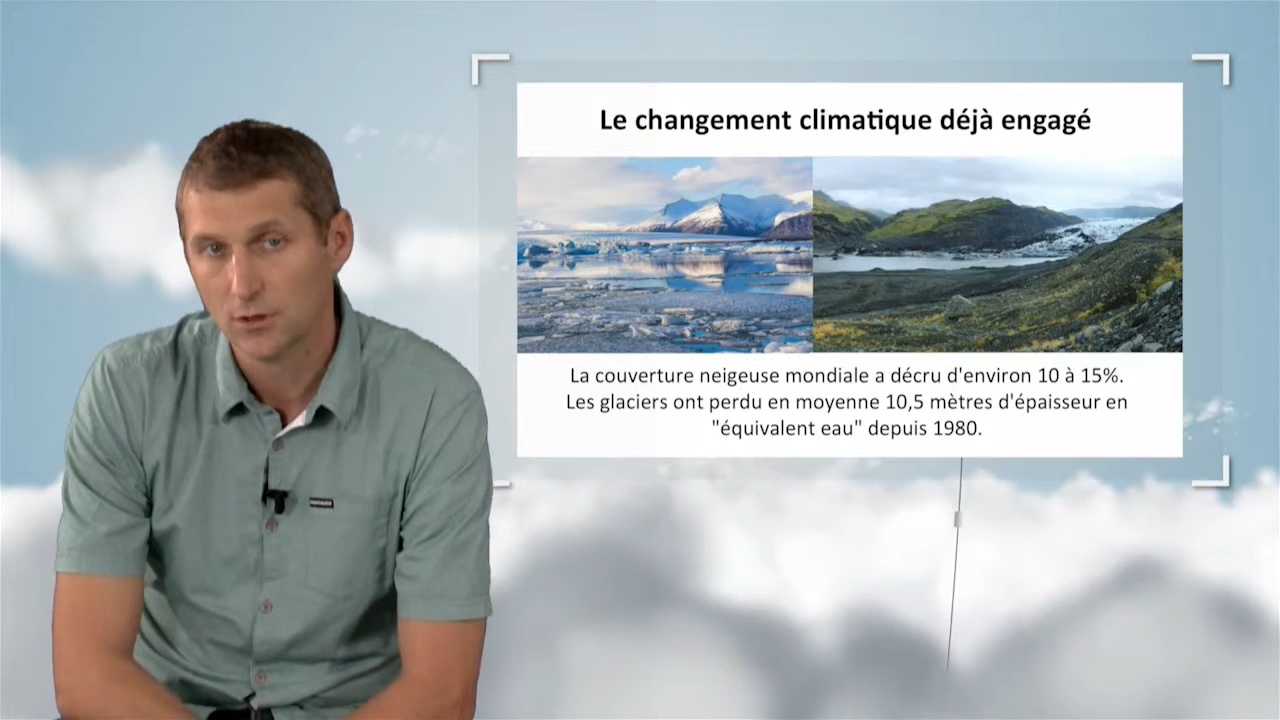 Le changement climatique déjà engagé
La couverture neigeuse mondiale a décru d'environ 10 à 15%.
Les glaciers ont perdu en moyenne 10,5 mètres d'épaisseur en
"équivalent eau" depuis 1980.